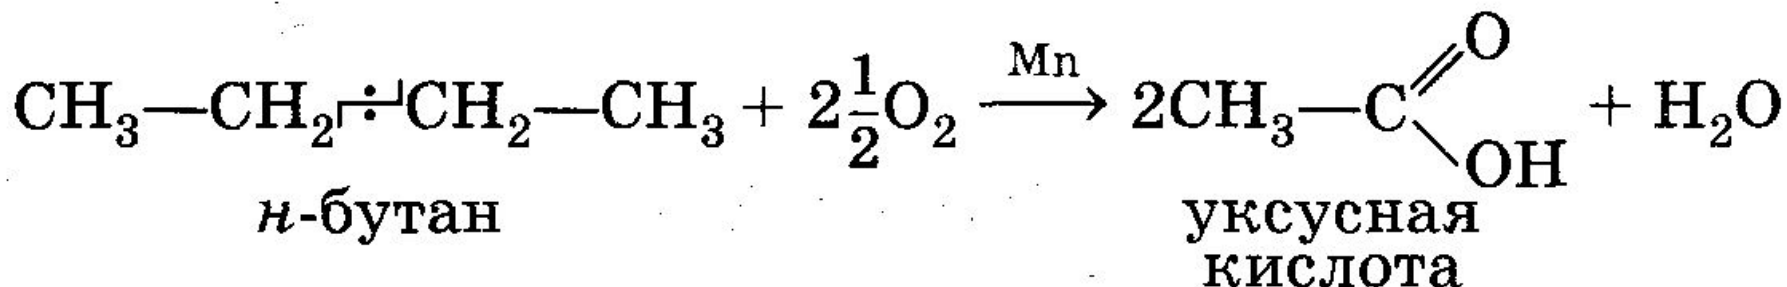 CH₃—CH₂÷CH₂—CH₃ + 2½O₂ —Mn→ 2CH₃—C(=O)OH + H₂O
н-бутан уксусная
кислота